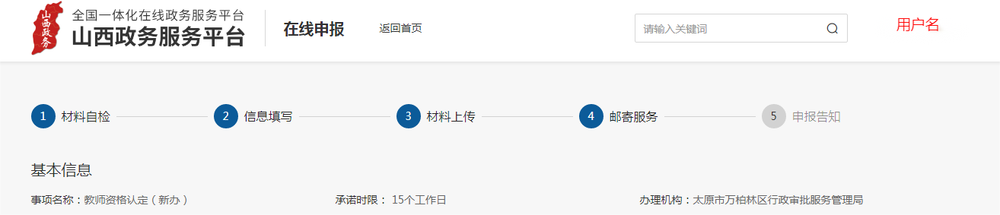 山西政务
全国一体化在线政务服务平台
山西政务服务平台
在线申报
返回首页
请输入关键词
用户名
1 材料自检
2 信息填写
3 材料上传
4 邮寄服务
5 申报告知
基本信息
事项名称：教师资格认定（新办）
承诺时限： 15个工作日
办理机构：太原市万柏林区行政审批服务管理局